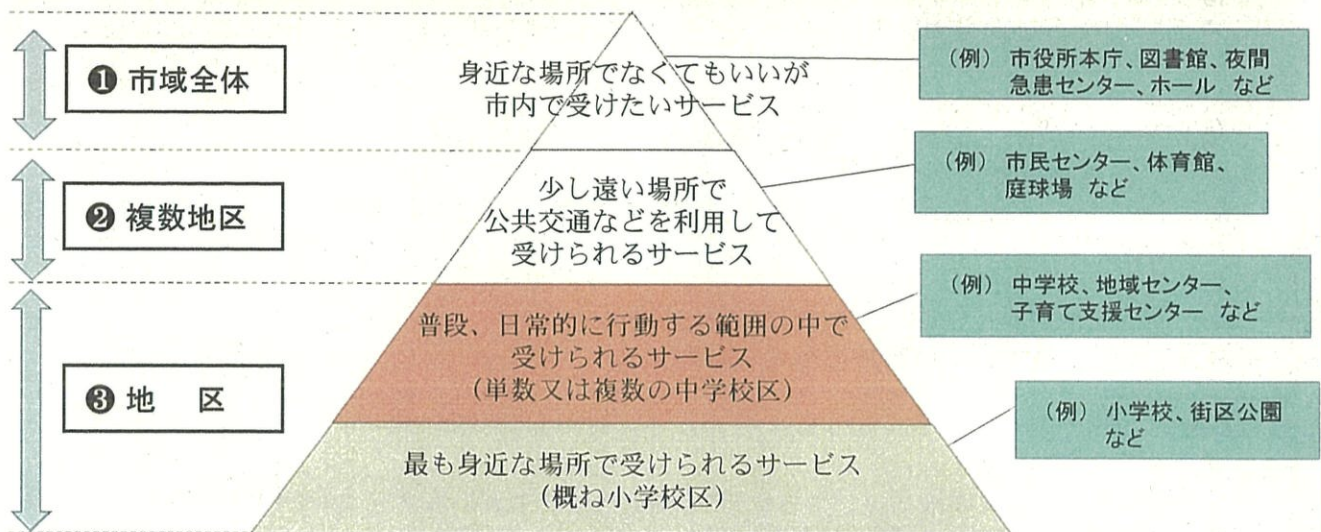 ❶ 市域全体
身近な場所でなくてもいいが
市内で受けたいサービス
（例） 市役所本庁、図書館、夜間
急患センター、ホール など
❷ 複数地区
少し遠い場所で
公共交通などを利用して
受けられるサービス
（例） 市民センター、体育館、
庭球場 など
❸ 地 区
普段、日常的に行動する範囲の中で
受けられるサービス
（単数又は複数の中学校区）
（例） 中学校、地域センター、
子育て支援センター など
最も身近な場所で受けられるサービス
（概ね小学校区）
（例） 小学校、街区公園
など